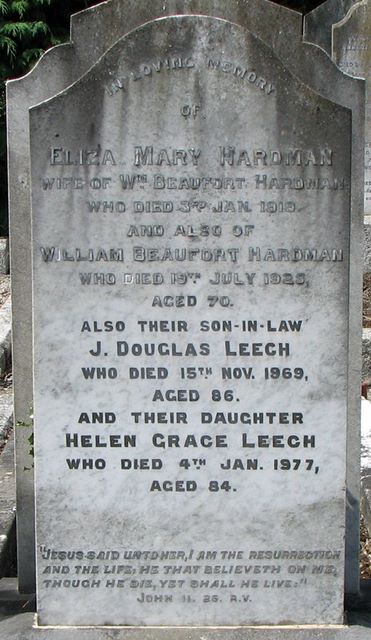 IN LOVING MEMORY
OF
ELIZA MARY HARDMAN
WIFE OF WM BEAUFORT HARDMAN
WHO DIED 3RD JAN. 1919
AND ALSO OF
WILLIAM BEAUFORT HARDMAN
WHO DIED 19TH JULY 1925,
AGED 70.
ALSO THEIR SON-IN-LAW
J. DOUGLAS LEECH
WHO DIED 15TH NOV. 1969,
AGED 86.
AND THEIR DAUGHTER
HELEN GRACE LEECH
WHO DIED 4TH JAN. 1977,
AGED 84.
"JESUS SAID UNTO HER, I AM THE RESURRECTION
AND THE LIFE: HE THAT BELIEVETH ON ME,
THOUGH HE DIE, YET SHALL HE LIVE:"
JOHN 11. 25. R.V.